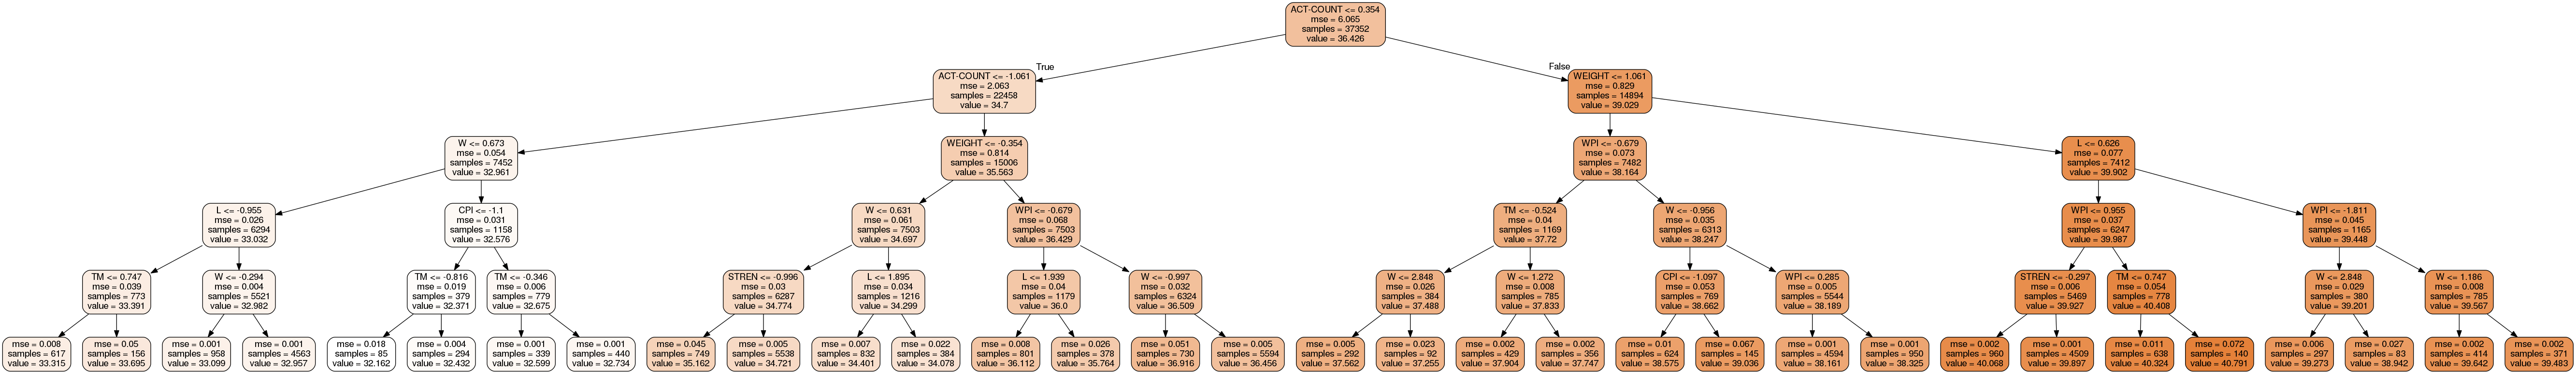 ACT-COUNT <= 0.354
mse = 6.065
samples = 37352
value = 36.426
True
False
ACT-COUNT <= -1.061
mse = 2.063
samples = 22458
value = 34.7
WEIGHT <= 1.061
mse = 0.829
samples = 14894
value = 39.029
W <= 0.673
mse = 0.054
samples = 7452
value = 32.961
WEIGHT <= -0.354
mse = 0.814
samples = 15006
value = 35.563
WPI <= -0.679
mse = 0.073
samples = 7482
value = 38.164
L <= 0.626
mse = 0.077
samples = 7412
value = 39.902
L <= -0.955
mse = 0.026
samples = 6294
value = 33.032
CPI <= -1.1
mse = 0.031
samples = 1158
value = 32.576
W <= 0.631
mse = 0.061
samples = 7503
value = 34.697
WPI <= -0.679
mse = 0.068
samples = 7503
value = 36.429
TM <= -0.524
mse = 0.04
samples = 1169
value = 37.72
W <= -0.956
mse = 0.035
samples = 6313
value = 38.247
WPI <= 0.955
mse = 0.037
samples = 6247
value = 39.987
WPI <= -1.811
mse = 0.045
samples = 1165
value = 39.448
TM <= 0.747
mse = 0.039
samples = 773
value = 33.391
W <= -0.294
mse = 0.004
samples = 5521
value = 32.982
TM <= -0.816
mse = 0.019
samples = 379
value = 32.371
TM <= -0.346
mse = 0.006
samples = 779
value = 32.675
STREN <= -0.996
mse = 0.03
samples = 6287
value = 34.774
L <= 1.895
mse = 0.034
samples = 1216
value = 34.299
L <= 1.939
mse = 0.04
samples = 1179
value = 36.0
W <= -0.997
mse = 0.032
samples = 6324
value = 36.509
W <= 2.848
mse = 0.026
samples = 384
value = 37.488
W <= 1.272
mse = 0.008
samples = 785
value = 37.833
CPI <= -1.097
mse = 0.053
samples = 769
value = 38.662
WPI <= 0.285
mse = 0.005
samples = 5544
value = 38.189
STREN <= -0.297
mse = 0.006
samples = 5469
value = 39.927
TM <= 0.747
mse = 0.054
samples = 778
value = 40.408
W <= 2.848
mse = 0.029
samples = 380
value = 39.273
W <= 1.186
mse = 0.008
samples = 785
value = 39.567
mse = 0.008
samples = 617
value = 33.315
mse = 0.05
samples = 156
value = 33.695
mse = 0.001
samples = 958
value = 33.099
mse = 0.001
samples = 4563
value = 32.957
mse = 0.018
samples = 85
value = 32.162
mse = 0.004
samples = 294
value = 32.432
mse = 0.001
samples = 339
value = 32.599
mse = 0.001
samples = 440
value = 32.734
mse = 0.045
samples = 749
value = 35.162
mse = 0.005
samples = 5538
value = 34.721
mse = 0.007
samples = 832
value = 34.401
mse = 0.022
samples = 384
value = 34.078
mse = 0.008
samples = 801
value = 36.112
mse = 0.026
samples = 378
value = 35.764
mse = 0.051
samples = 730
value = 36.916
mse = 0.005
samples = 5594
value = 36.456
mse = 0.005
samples = 292
value = 37.562
mse = 0.023
samples = 92
value = 37.255
mse = 0.002
samples = 429
value = 37.904
mse = 0.002
samples = 356
value = 37.747
mse = 0.01
samples = 624
value = 38.575
mse = 0.067
samples = 145
value = 39.036
mse = 0.001
samples = 4594
value = 38.161
mse = 0.001
samples = 950
value = 38.325
mse = 0.002
samples = 960
value = 40.068
mse = 0.001
samples = 4509
value = 39.897
mse = 0.011
samples = 638
value = 40.324
mse = 0.072
samples = 140
value = 40.791
mse = 0.006
samples = 297
value = 39.273
mse = 0.027
samples = 83
value = 38.942
mse = 0.002
samples = 414
value = 39.642
mse = 0.002
samples = 371
value = 39.483